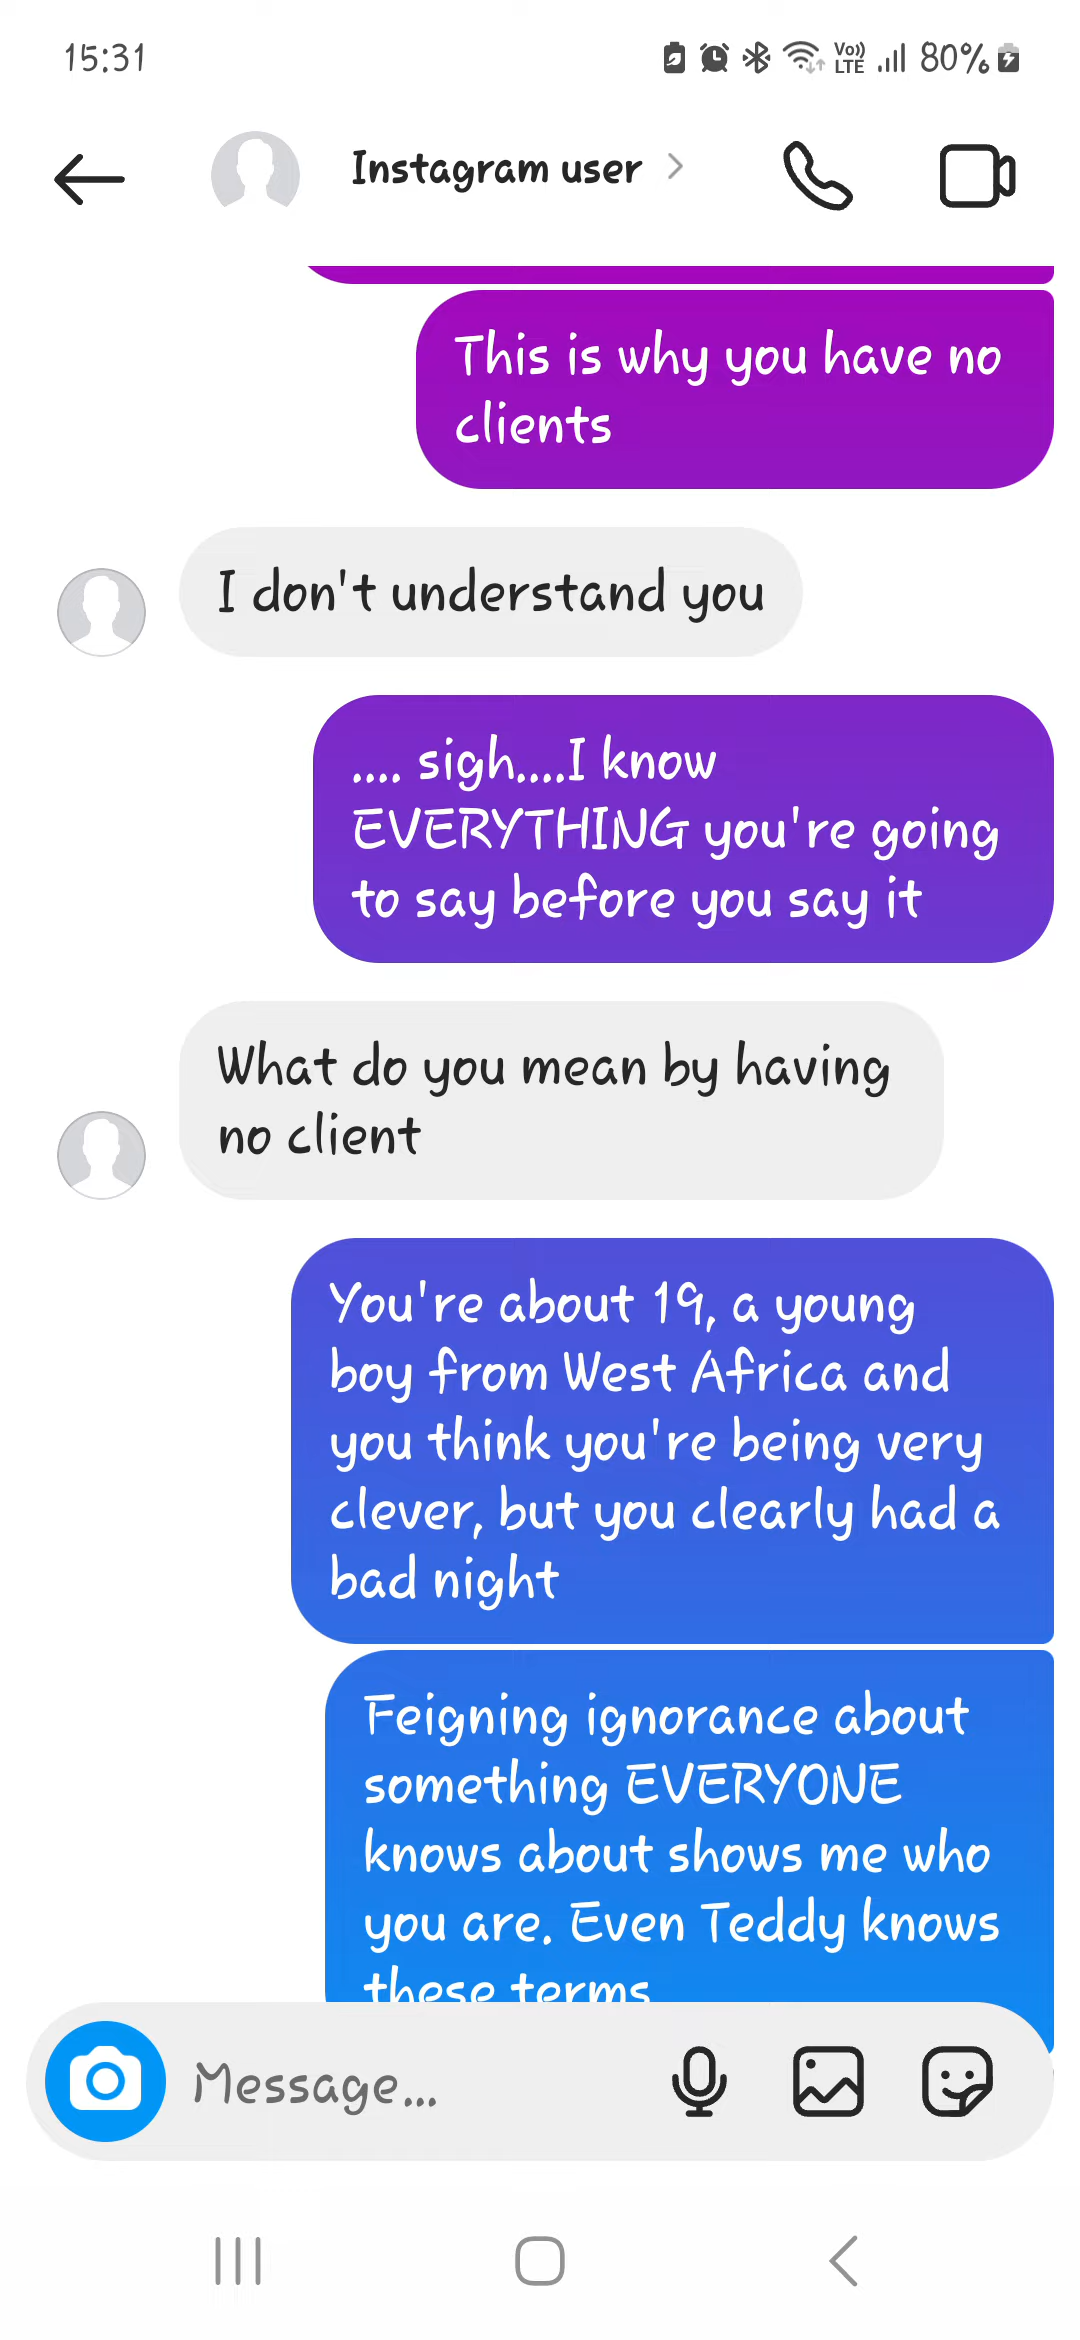 15:31
Vo))
LTE
80%
Instagram user
This is why you have no
clients
I don't understand you
.... sigh....I know
EVERYTHING you're going
to say before you say it
What do you mean by having
no client
You're about 19, a young
boy from West Africa and
you think you're being very
clever, but you clearly had a
bad night
Feigning ignorance about
something EVERYONE
knows about shows me who
you are. Even Teddy knows
these terms
Message...